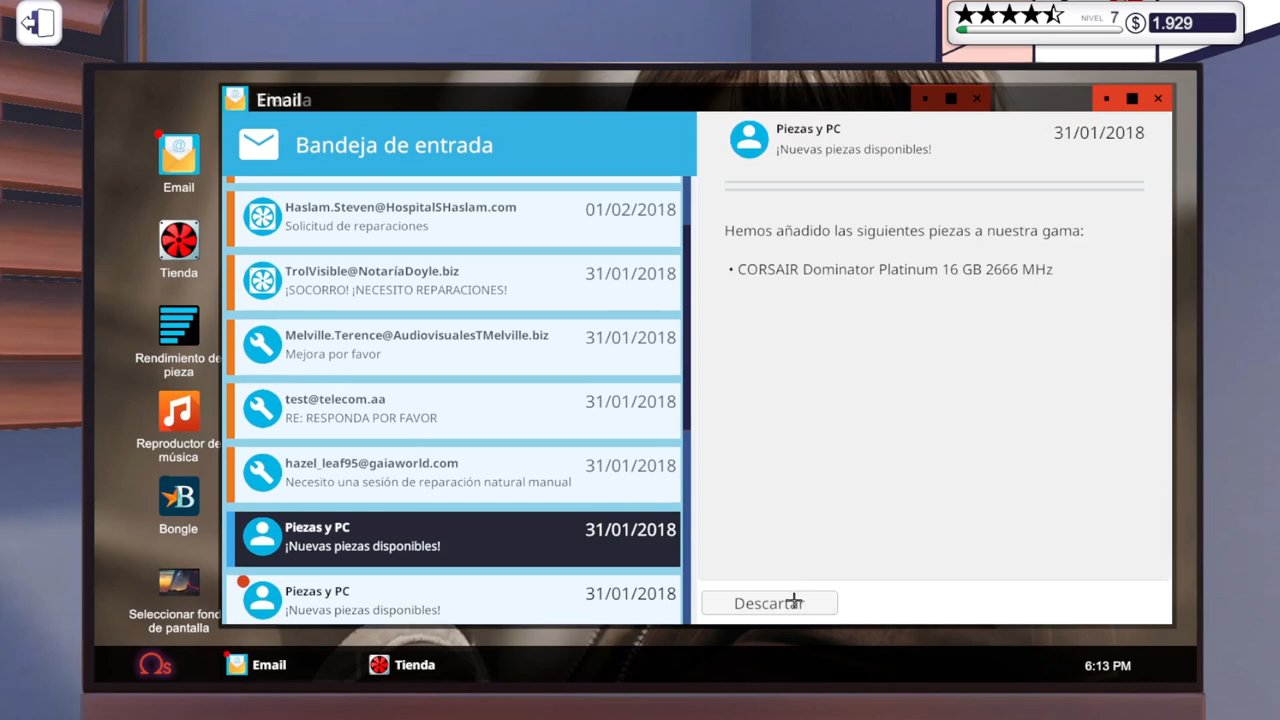 NIVEL 7
$ 1.929
Email
Bandeja de entrada
Haslam.Steven@HospitalSHaslam.com 01/02/2018
Solicitud de reparaciones
TrolVisible@NotaríaDoyle.biz 31/01/2018
¡SOCORRO! ¡NECESITO REPARACIONES!
Melville.Terence@AudiovisualesTMelville.biz 31/01/2018
Mejora por favor
test@telecom.aa 31/01/2018
RE: RESPONDA POR FAVOR
hazel_leaf95@gaiaworld.com 31/01/2018
Necesito una sesión de reparación natural manual
Piezas y PC 31/01/2018
¡Nuevas piezas disponibles!
Piezas y PC 31/01/2018
¡Nuevas piezas disponibles!
Piezas y PC 31/01/2018
¡Nuevas piezas disponibles!
Hemos añadido las siguientes piezas a nuestra gama:
• CORSAIR Dominator Platinum 16 GB 2666 MHz
Descartar
Email
Tienda
Rendimiento de
pieza
Reproductor de
música
B
Bongle
Seleccionar fond
de pantalla
Ωs
Email
Tienda
6:13 PM